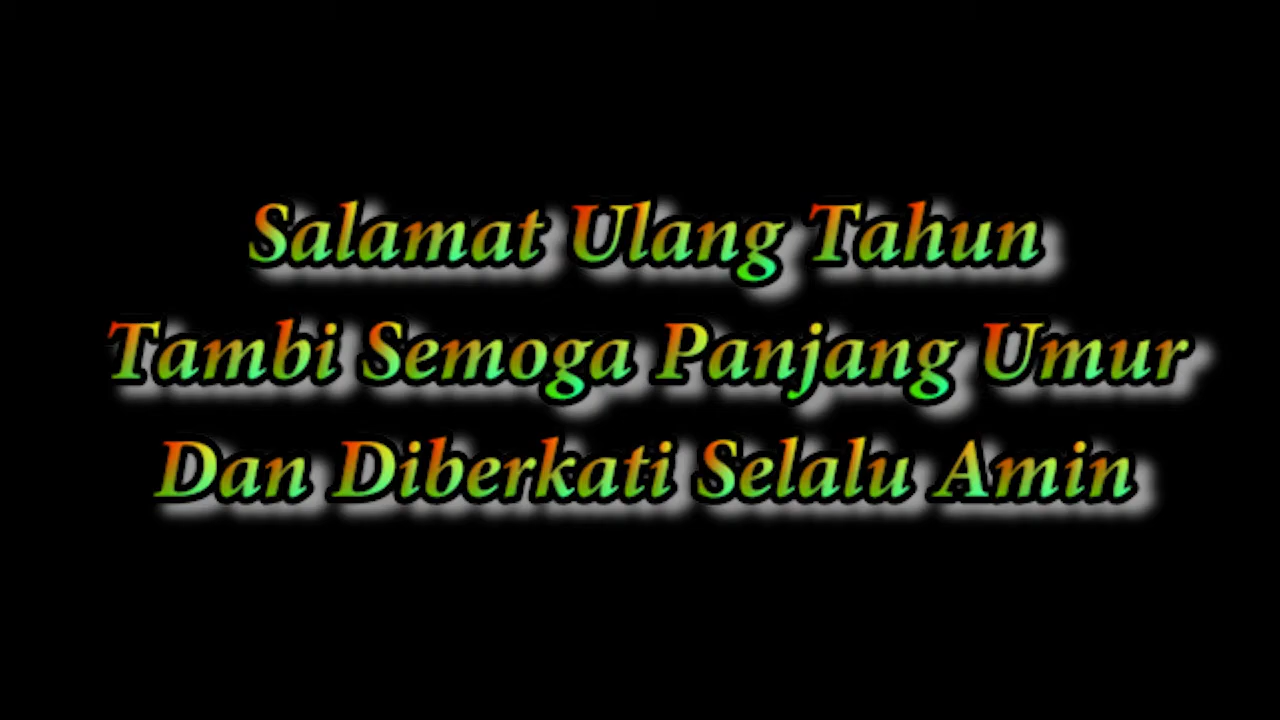 Salamat Ulang Tahun
Tambi Semoga Panjang Umur
Dan Diberkati Selalu Amin